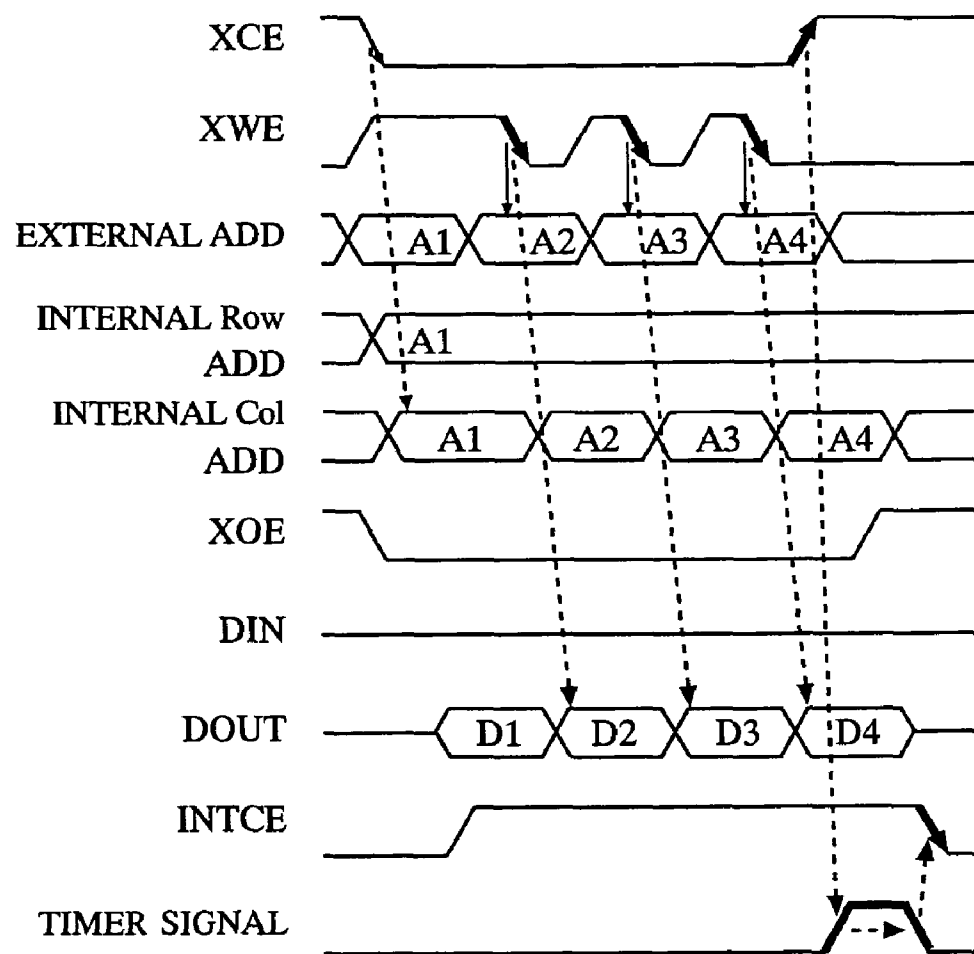 XCE
XWE
EXTERNAL ADD A1 A2 A3 A4
INTERNAL Row
ADD
A1
INTERNAL Col
ADD
A1 A2 A3 A4
XOE
DIN
DOUT D1 D2 D3 D4
INTCE
TIMER SIGNAL